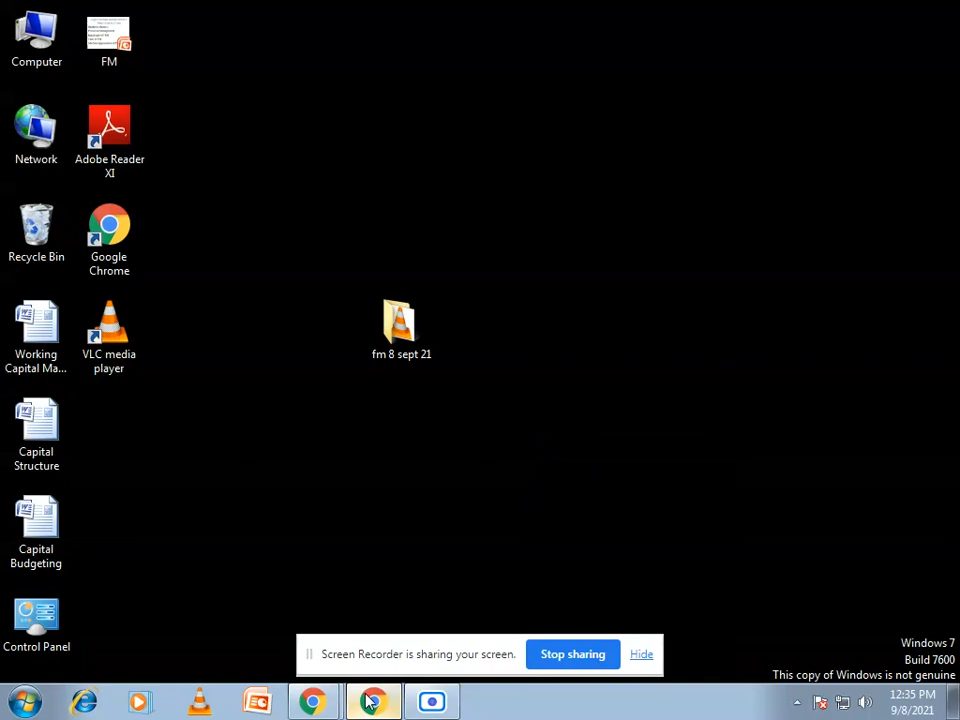 Computer
FM
Network
Adobe Reader
XI
Recycle Bin
Google
Chrome
Working
Capital Ma...
VLC media
player
fm 8 sept 21
Capital
Structure
Capital
Budgeting
Control Panel
Screen Recorder is sharing your screen.
Stop sharing
Hide
Windows 7
Build 7600
This copy of Windows is not genuine
12:35 PM
9/8/2021